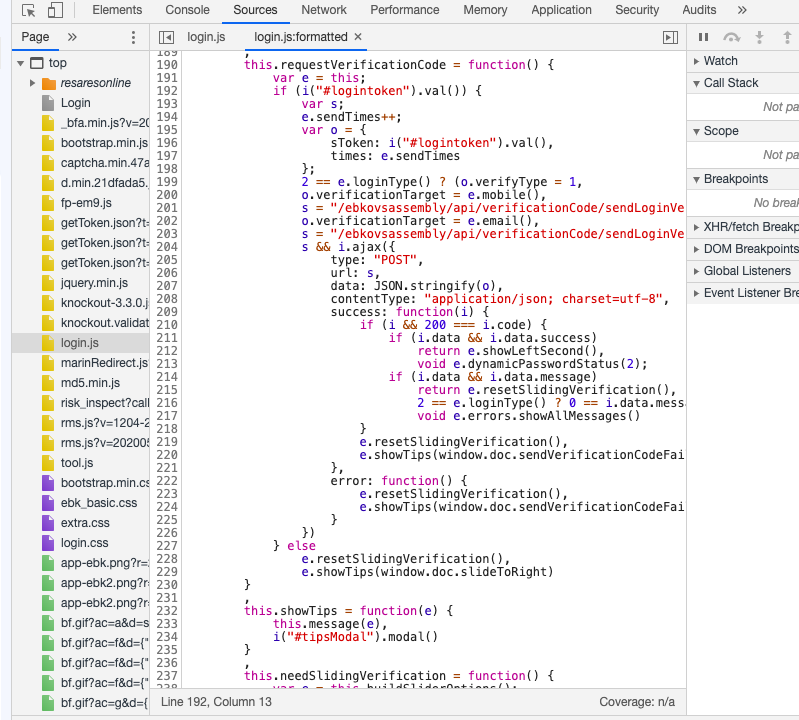 Elements Console Sources Network Performance Memory Application Security Audits »
Page » login.js login.js:formatted ×
top
resaresonline
Login
_bfa.min.js?v=20
bootstrap.min.js
captcha.min.47a
d.min.21dfada5.
fp-em9.js
getToken.json?t=
getToken.json?t=
getToken.json?t=
jquery.min.js
knockout-3.3.0.j
knockout.validat
login.js
marinRedirect.js
md5.min.js
risk_inspect?call
rms.js?v=1204-2
rms.js?v=202005
tool.js
bootstrap.min.cs
ebk_basic.css
extra.css
login.css
app-ebk.png?r=
app-ebk2.png?r=
app-ebk2.png?r=
bf.gif?ac=a&d=s
bf.gif?ac=f&d={"
bf.gif?ac=f&d={"
bf.gif?ac=f&d={"
bf.gif?ac=g&d={
189 ,
190 this.requestVerificationCode = function() {
191 var e = this;
192 if (i("#logintoken").val()) {
193 var s;
194 e.sendTimes++;
195 var o = {
196 sToken: i("#logintoken").val(),
197 times: e.sendTimes
198 };
199 2 == e.loginType() ? (o.verifyType = 1,
200 o.verificationTarget = e.mobile(),
201 s = "/ebkovsassembly/api/verificationCode/sendLoginVe
202 o.verificationTarget = e.email(),
203 s = "/ebkovsassembly/api/verificationCode/sendLoginVe
204 s && i.ajax({
205 type: "POST",
206 url: s,
207 data: JSON.stringify(o),
208 contentType: "application/json; charset=utf-8",
209 success: function(i) {
210 if (i && 200 === i.code) {
211 if (i.data && i.data.success)
212 return e.showLeftSecond(),
213 void e.dynamicPasswordStatus(2);
214 if (i.data && i.data.message)
215 return e.resetSlidingVerification(),
216 2 == e.loginType() ? 0 == i.data.mess
217 void e.errors.showAllMessages()
218 }
219 e.resetSlidingVerification(),
220 e.showTips(window.doc.sendVerificationCodeFai
221 },
222 error: function() {
223 e.resetSlidingVerification(),
224 e.showTips(window.doc.sendVerificationCodeFai
225 }
226 })
227 } else
228 e.resetSlidingVerification(),
229 e.showTips(window.doc.slideToRight)
230 }
231 ,
232 this.showTips = function(e) {
233 this.message(e),
234 i("#tipsModal").modal()
235 }
236 ,
237 this.needSlidingVerification = function() {
238 var e = this.buildSliderOptions();
Line 192, Column 13 Coverage: n/a
Watch
Call Stack
Not pa
Scope
Not pa
Breakpoints
No break
XHR/fetch Breakp
DOM Breakpoints
Global Listeners
Event Listener Bre